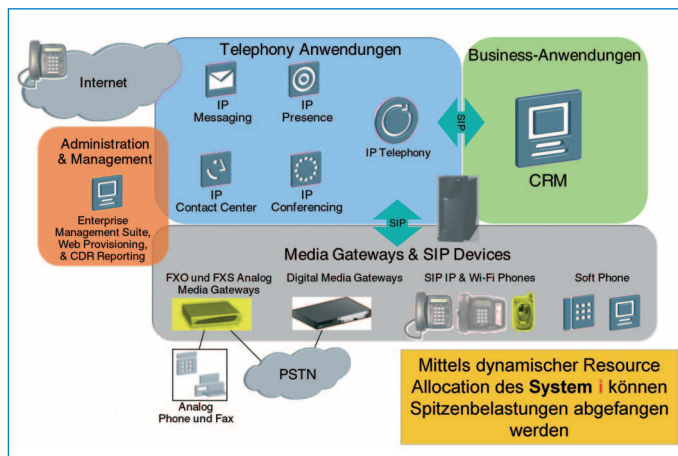 Internet
Telephony Anwendungen
IP
Messaging
IP
Presence
IP Telephony
IP
Contact Center
IP
Conferencing
SIP
Business-Anwendungen
CRM
Administration
& Management
Enterprise
Management Suite,
Web Provisioning,
& CDR Reporting
SIP
Media Gateways & SIP Devices
FXO und FXS Analog
Media Gateways
Digital Media Gateways
SIP IP & Wi-Fi Phones
Soft Phone
PSTN
Analog
Phone und Fax
Mittels dynamischer Resource
Allocation des System i können
Spitzenbelastungen abgefangen
werden